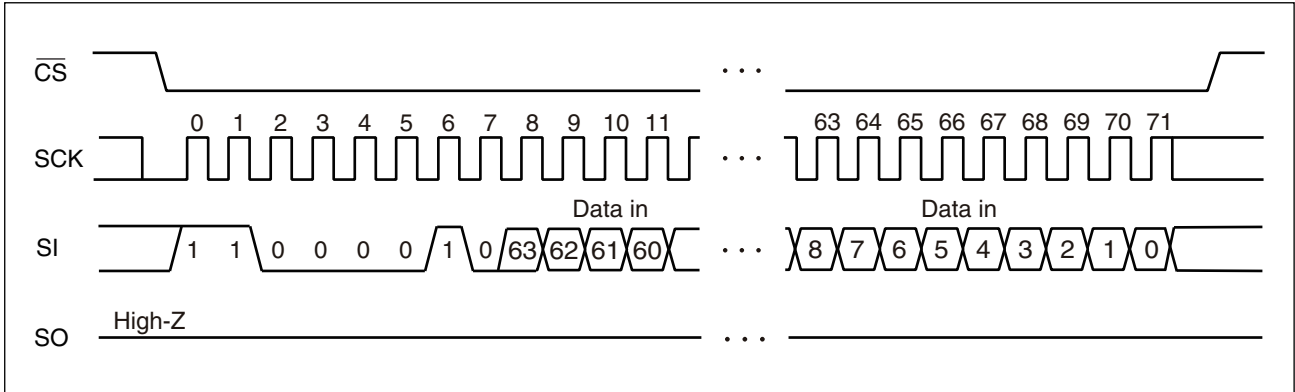 CS
. . .
0 1 2 3 4 5 6 7 8 9 10 11 63 64 65 66 67 68 69 70 71
SCK
. . .
Data in Data in
SI 1 1 0 0 0 0 1 0 63 62 61 60 . . . 8 7 6 5 4 3 2 1 0
High-Z
SO . . .